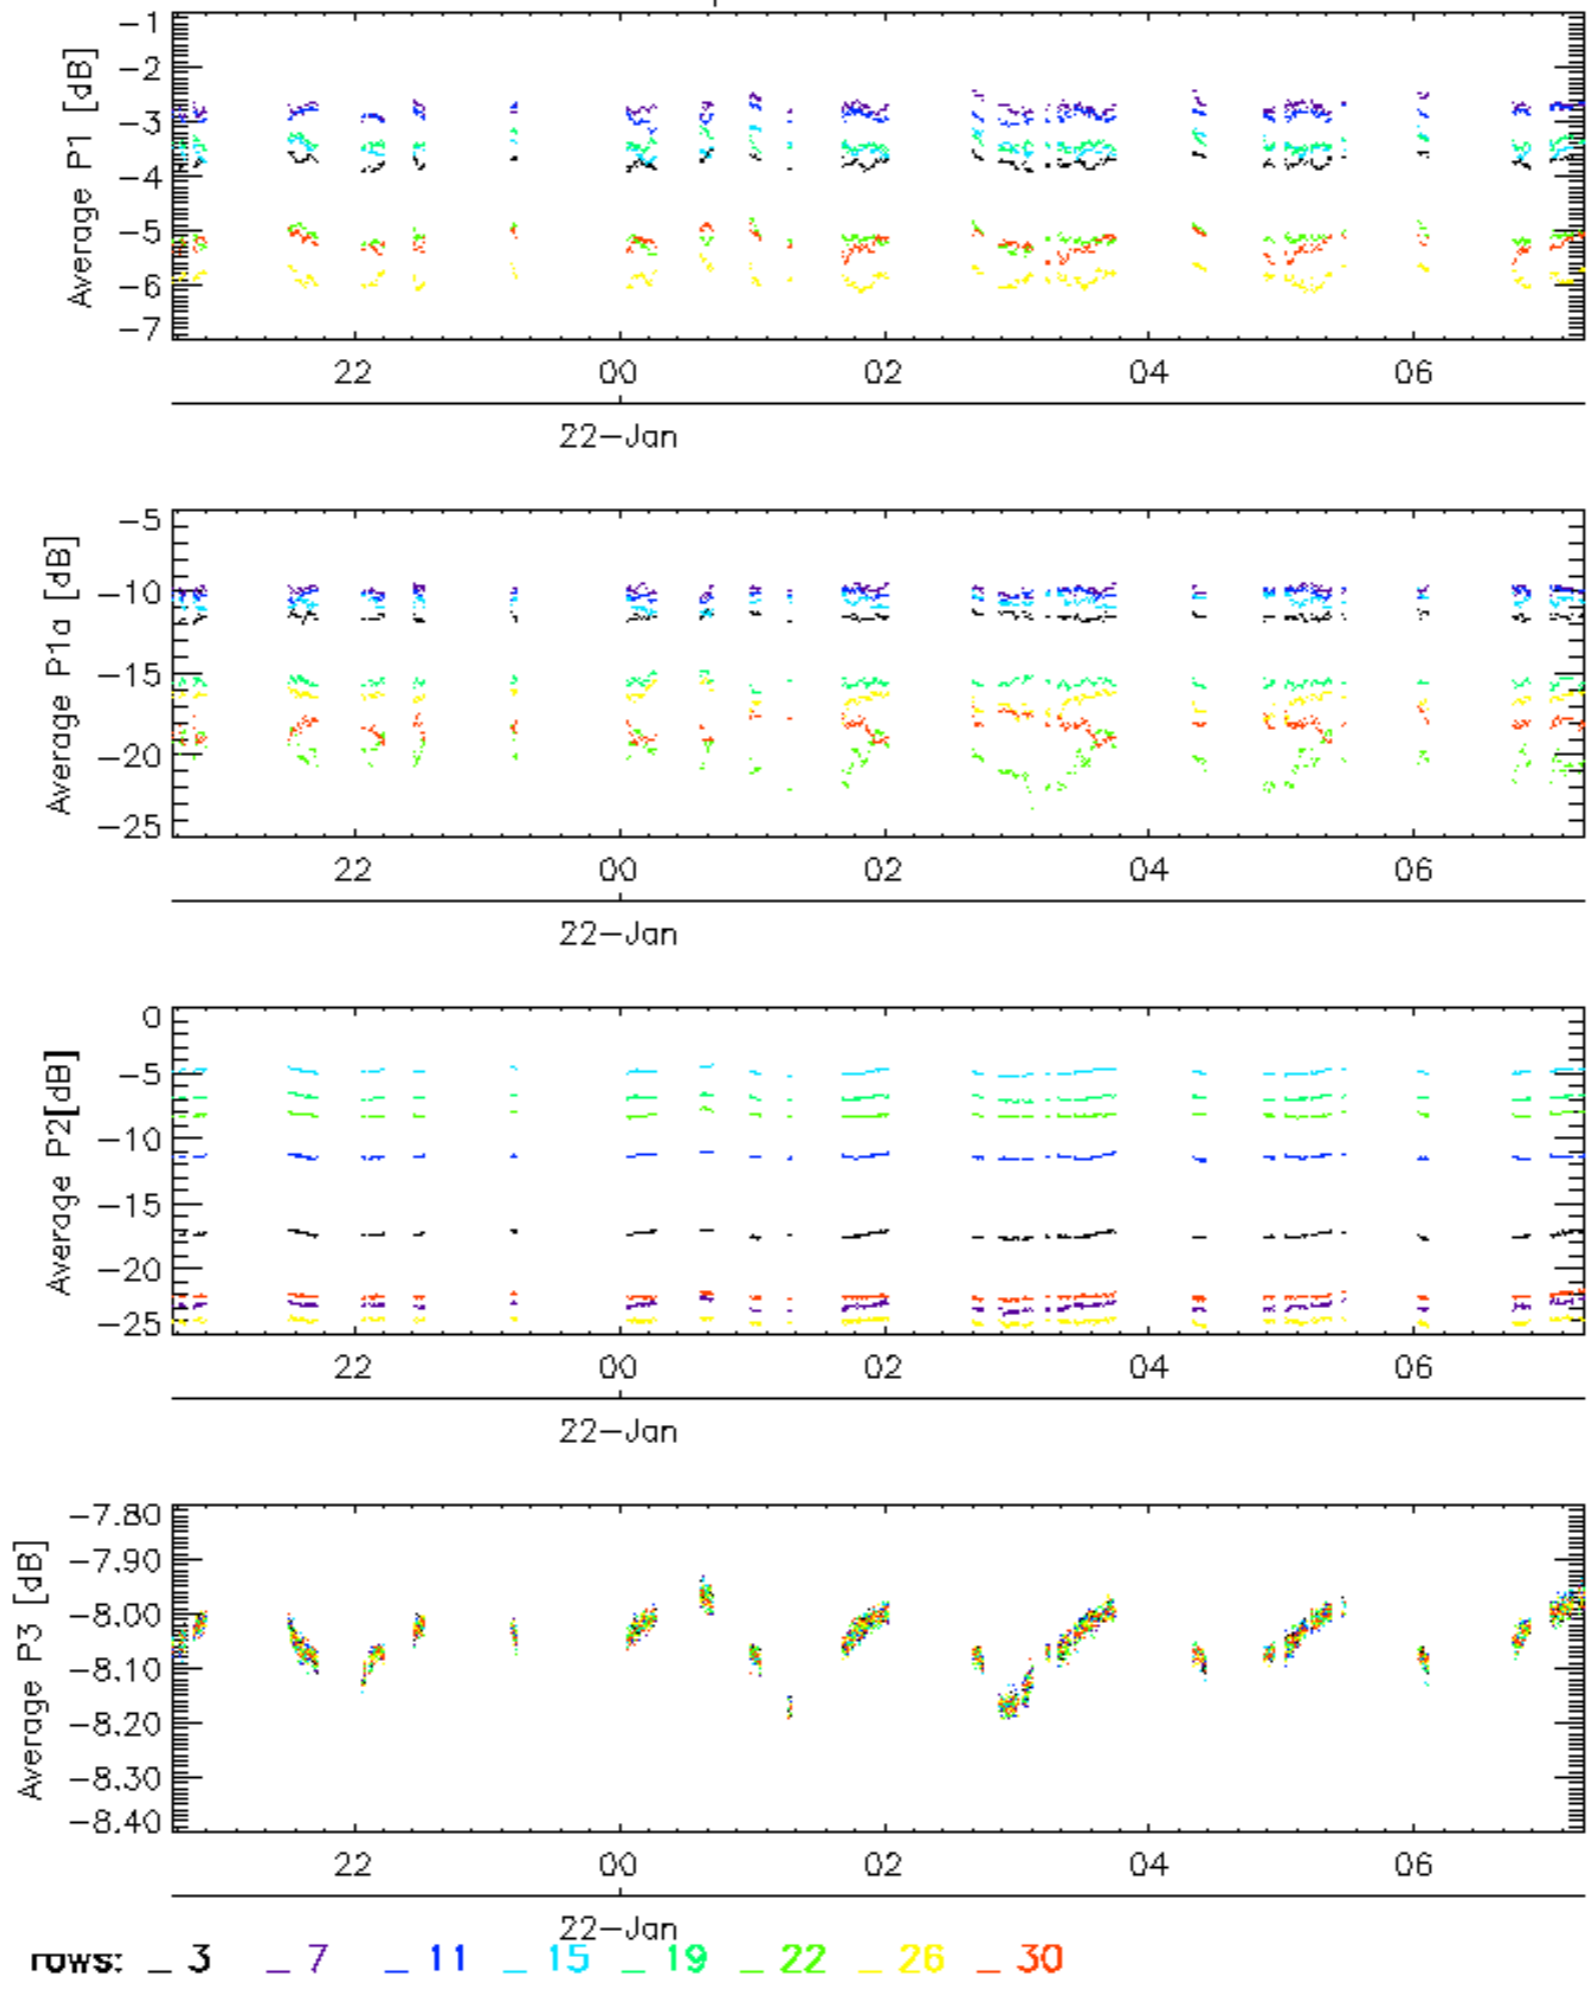 Average P1 [dB]
-1
-2
-3
-4
-5
-6
-7
22 00 02 04 06
22-Jan
Average P1a [dB]
-5
-10
-15
-20
-25
22 00 02 04 06
22-Jan
Average P2[dB]
0
-5
-10
-15
-20
-25
22 00 02 04 06
22-Jan
Average P3 [dB]
-7.80
-7.90
-8.00
-8.10
-8.20
-8.30
-8.40
22 00 02 04 06
22-Jan
rows: _ 3 _ 7 _ 11 _ 15 _ 19 _ 22 _ 26 _ 30